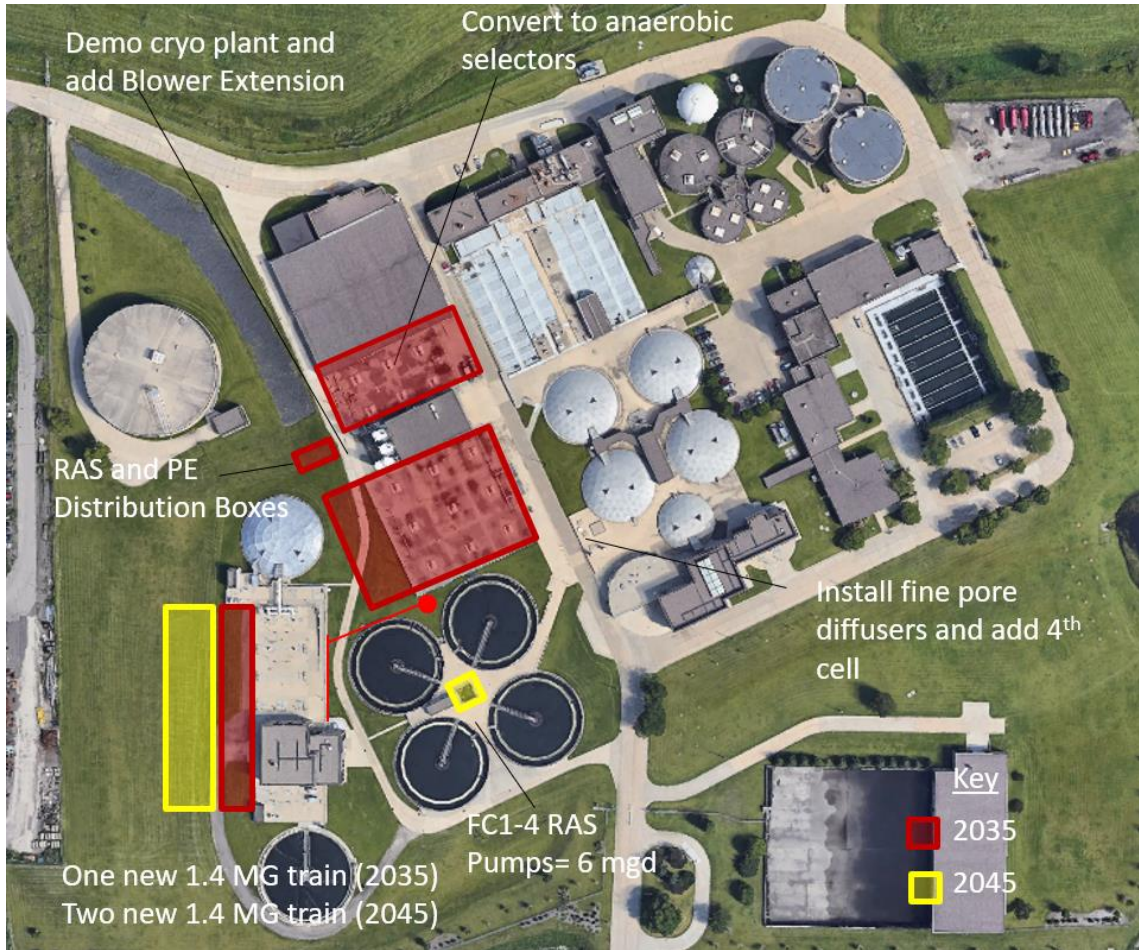 Demo cryo plant and
add Blower Extension
Convert to anaerobic
selectors
RAS and PE
Distribution Boxes
Install fine pore
diffusers and add 4th
cell
FC1-4 RAS
Pumps= 6 mgd
One new 1.4 MG train (2035)
Two new 1.4 MG train (2045)
Key
2035
2045